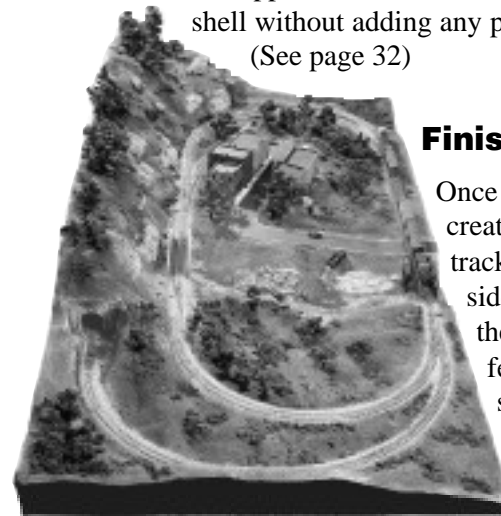 shell without adding any p
(See page 32)
Finis
Once
creat
track
sid
the
fe
s